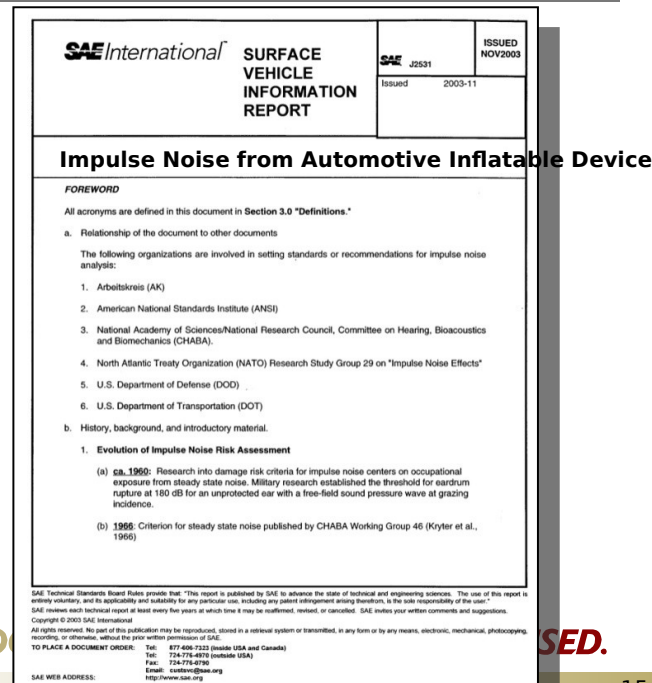 SAE International
SURFACE
VEHICLE
INFORMATION
REPORT
SAE J2531
ISSUED
NOV2003
Issued 2003-11
Impulse Noise from Automotive Inflatable Device
FOREWORD
All acronyms are defined in this document in Section 3.0 "Definitions."
a. Relationship of the document to other documents
The following organizations are involved in setting standards or recommendations for impulse noise
analysis:
1. Arbeitskreis (AK)
2. American National Standards Institute (ANSI)
3. National Academy of Sciences/National Research Council, Committee on Hearing, Bioacoustics
and Biomechanics (CHABA).
4. North Atlantic Treaty Organization (NATO) Research Study Group 29 on "Impulse Noise Effects"
5. U.S. Department of Defense (DOD)
6. U.S. Department of Transportation (DOT)
b. History, background, and introductory material.
1. Evolution of Impulse Noise Risk Assessment
(a) ca. 1960: Research into damage risk criteria for impulse noise centers on occupational
exposure from steady state noise. Military research established the threshold for eardrum
rupture at 180 dB for an unprotected ear with a free-field sound pressure wave at grazing
incidence.
(b) 1966: Criterion for steady state noise published by CHABA Working Group 46 (Kryter et al.,
1966)
SAE Technical Standards Board Rules provide that: "This report is published by SAE to advance the state of technical and engineering sciences. The use of this report is
entirely voluntary, and its applicability and suitability for any particular use, including any patent infringement arising therefrom, is the sole responsibility of the user."
SAE reviews each technical report at least every five years at which time it may be reaffirmed, revised, or cancelled. SAE invites your written comments and suggestions.
Copyright © 2003 SAE International
All rights reserved. No part of this publication may be reproduced, stored in a retrieval system or transmitted, in any form or by any means, electronic, mechanical, photocopying,
recording, or otherwise, without the prior written permission of SAE.
TO PLACE A DOCUMENT ORDER: Tel: 877-606-7323 (inside USA and Canada)
Tel: 724-776-4970 (outside USA)
Fax: 724-776-0790
Email: custsvc@sae.org
SAE WEB ADDRESS: http://www.sae.org
SED.